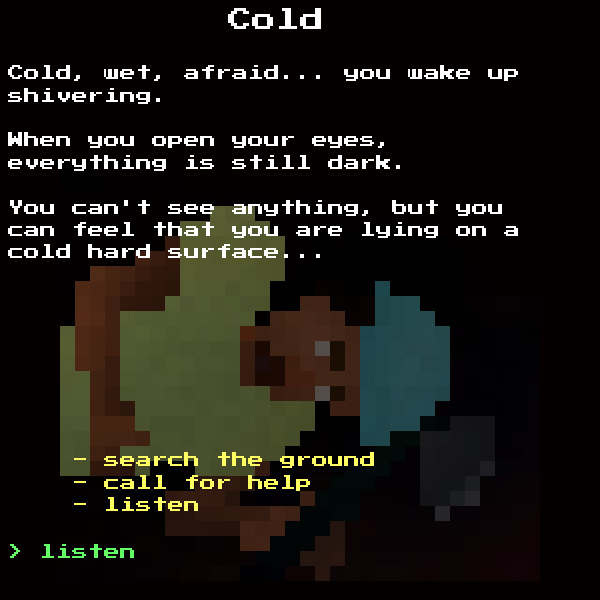 Cold
Cold, wet, afraid... you wake up
shivering.
When you open your eyes,
everything is still dark.
You can't see anything, but you
can feel that you are lying on a
cold hard surface...
- search the ground
- call for help
- listen
> listen